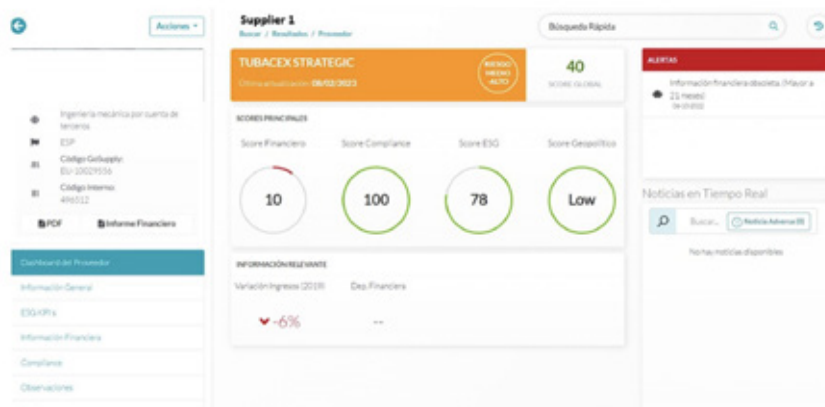 Acciones
Supplier 1
Buscar / Resultados / Proveedor
Búsqueda Rápida
TUBACEX STRATEGIC
Última actualización: 08/02/2023
RIESGO
MEDIO
-ALTO
40
SCORE GLOBAL
ALERTAS
Información financiera obsoleta. (Mayor a
21 meses)
Ingeniería mecánica por cuenta de
terceros
ESP
Código GoSupply:
EU-10029556
Código Interno:
496512
PDF
Informe Financiero
SCORES PRINCIPALES
Score Financiero
Score Compliance
Score ESG
Score Geopolítico
10
100
78
Low
Noticias en Tiempo Real
Buscar...
Noticia Adversa (0)
No hay noticias disponibles
Dashboard del Proveedor
Información General
ESG KPI's
Información Financiera
Compliance
Observaciones
INFORMACIÓN RELEVANTE
Variación Ingresos (2019)
Dep. Financiera
-6%
--